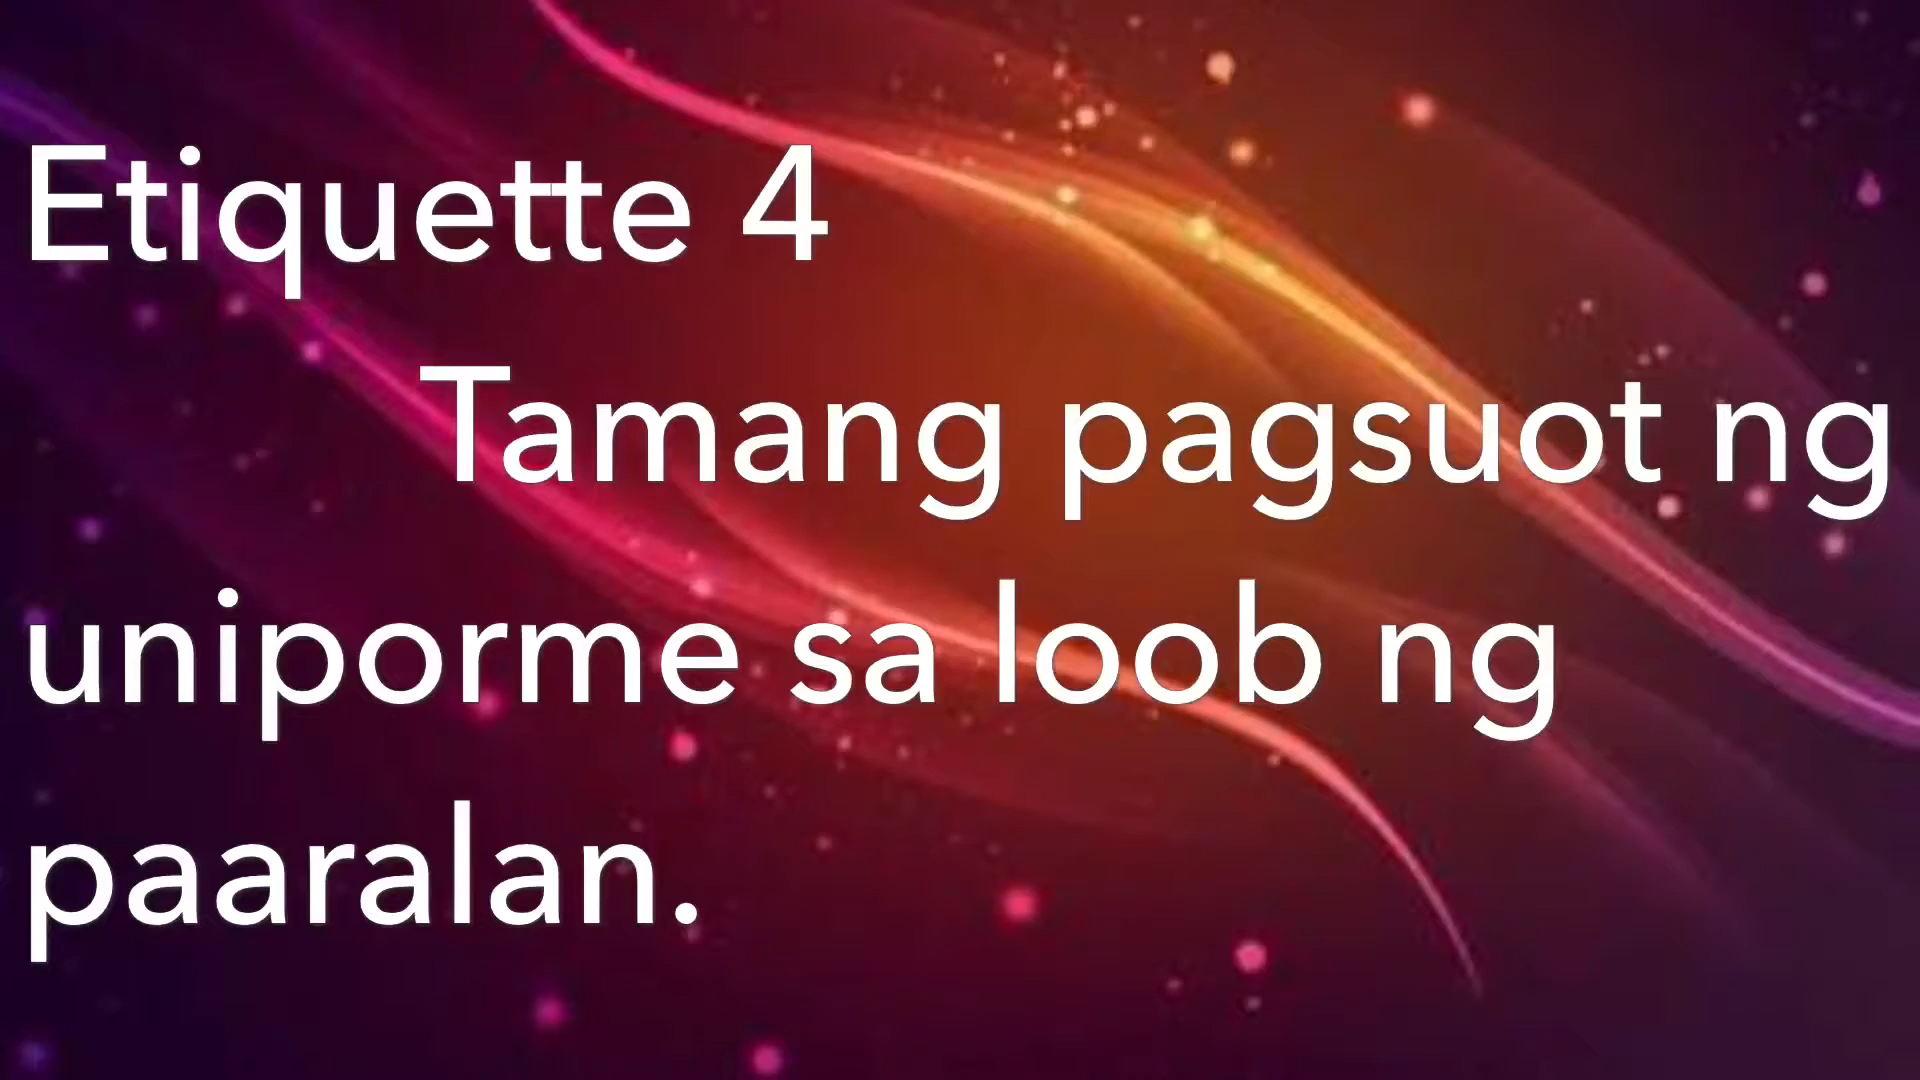 Etiquette 4
Tamang pagsuot ng
uniporme sa loob ng
paaralan.